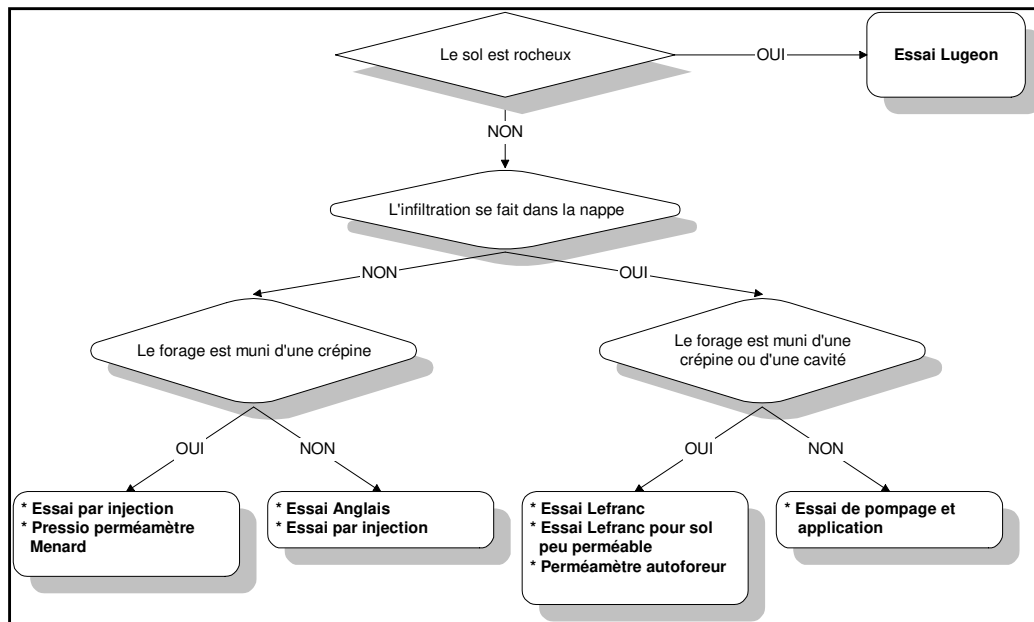 Le sol est rocheux
OUI
Essai Lugeon
NON
L'infiltration se fait dans la nappe
NON
OUI
Le forage est muni d'une crépine
Le forage est muni d'une
crépine ou d'une cavité
OUI
NON
OUI
NON
* Essai par injection
* Pressio perméamètre
Menard
* Essai Anglais
* Essai par injection
* Essai Lefranc
* Essai Lefranc pour sol
peu perméable
* Perméamètre autoforeur
* Essai de pompage et
application